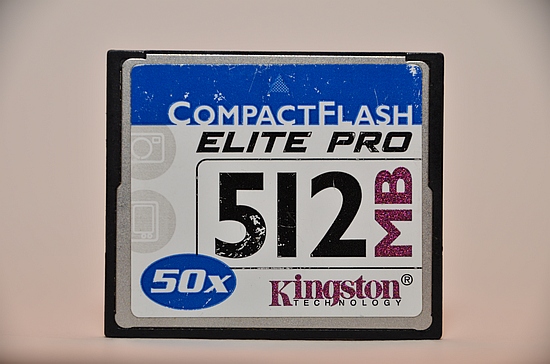 COMPACTFLASH
ELITE PRO
512 MB
50x
Kingston®
TECHNOLOGY